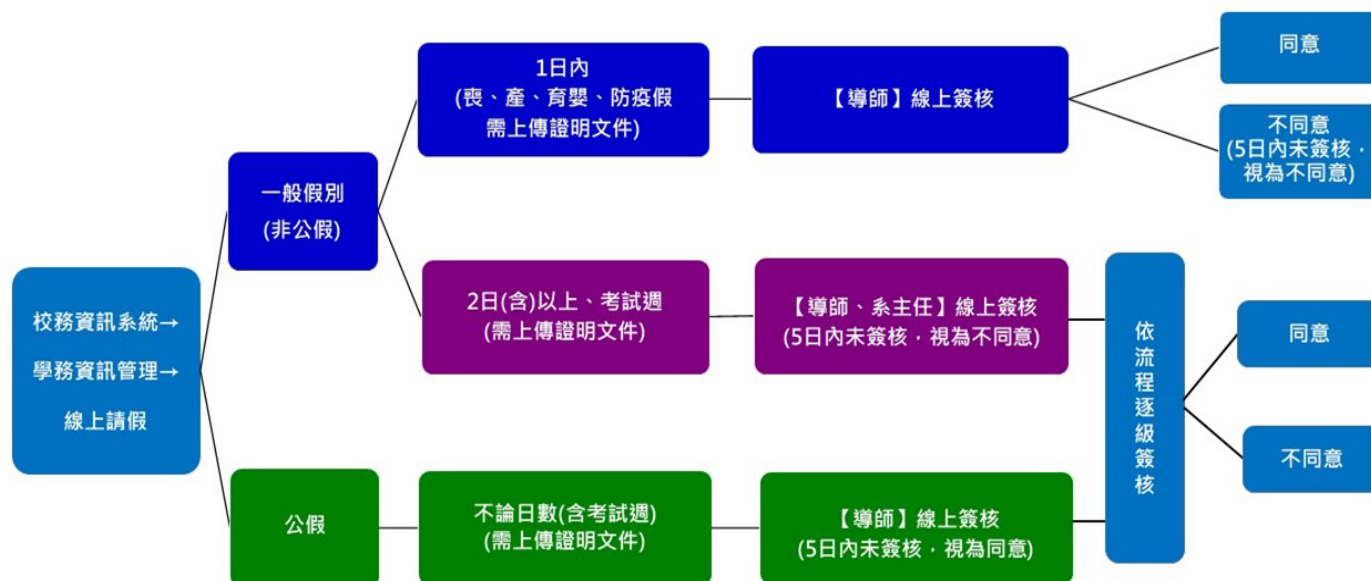 校務資訊系統→
學務資訊管理→
線上請假
一般假別
(非公假)
1日內
(喪、產、育嬰、防疫假
需上傳證明文件)
【導師】線上簽核
同意
不同意
(5日內未簽核，
視為不同意)
2日(含)以上、考試週
(需上傳證明文件)
【導師、系主任】線上簽核
(5日內未簽核，視為不同意)
公假
不論日數(含考試週)
(需上傳證明文件)
【導師】線上簽核
(5日內未簽核，視為同意)
依流程逐級簽核
同意
不同意